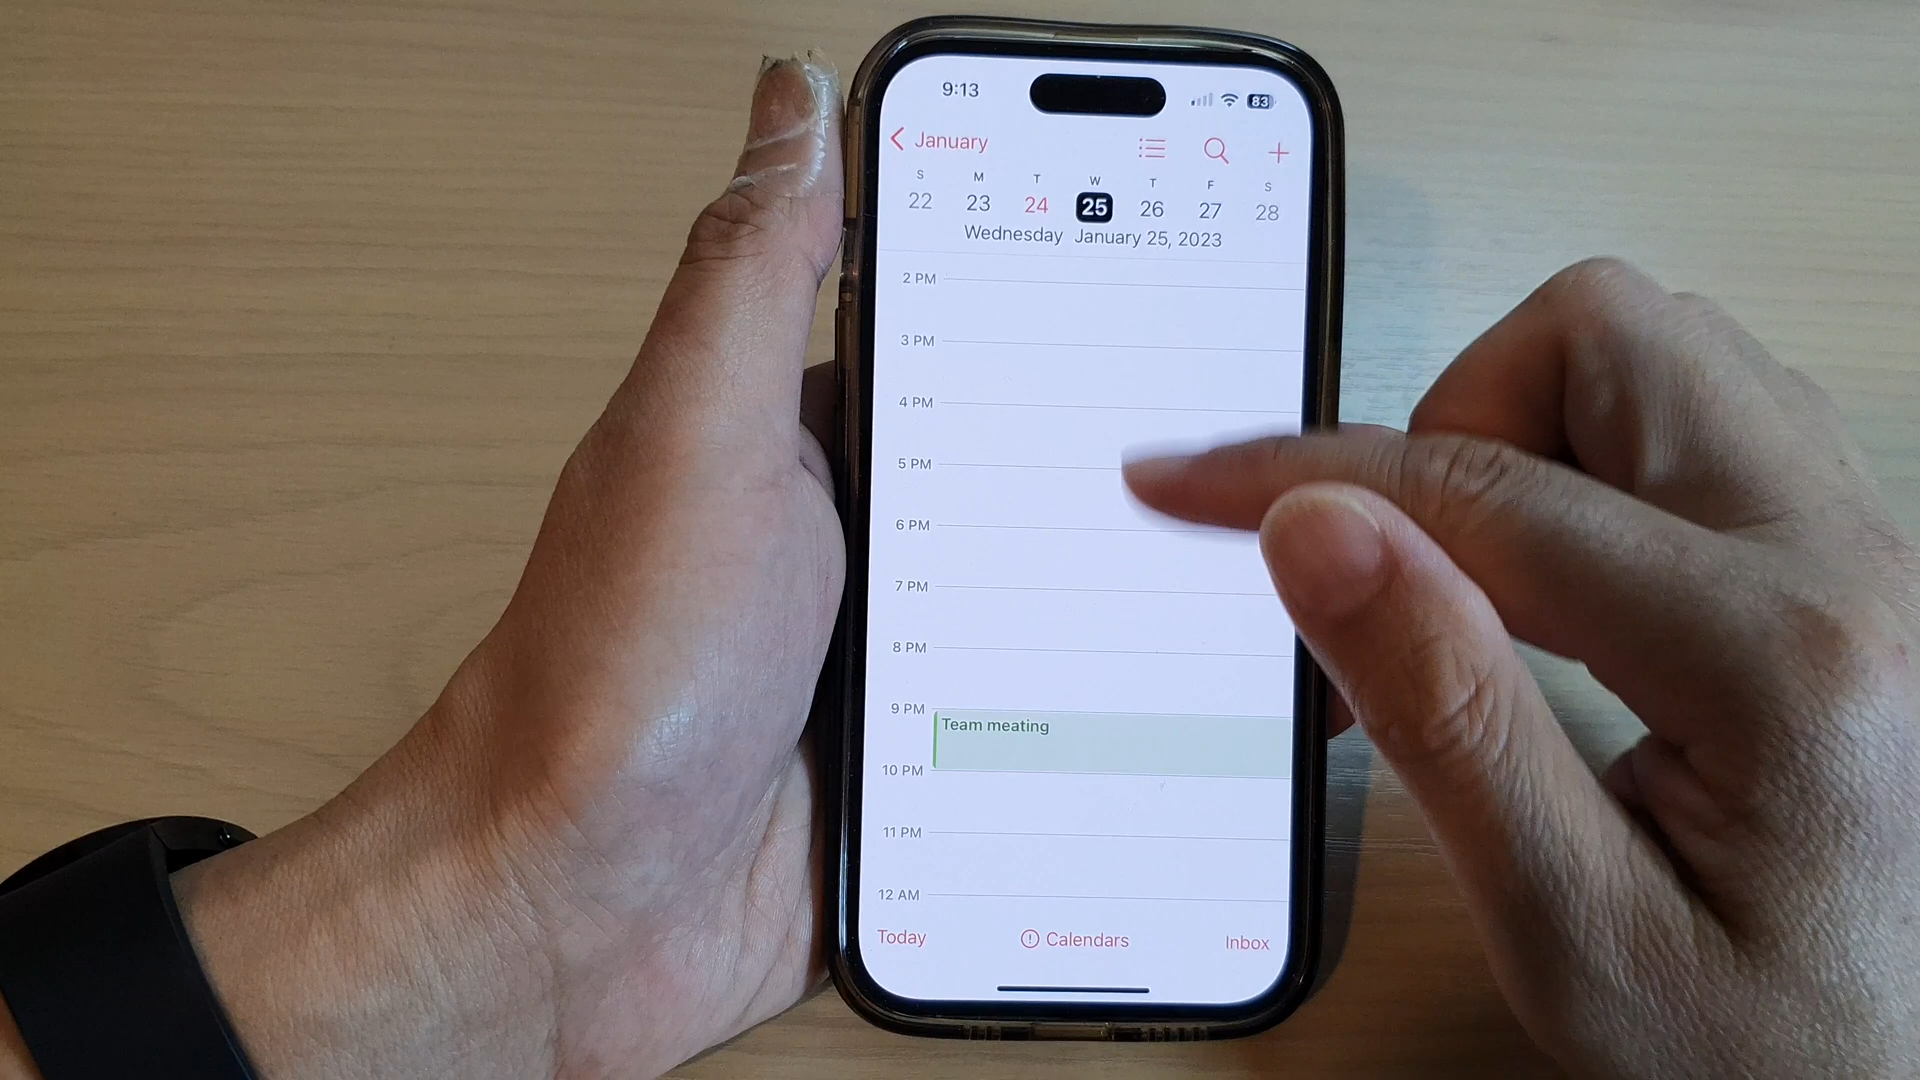 9:13
83
January
S M T W T F S
22 23 24 25 26 27 28
Wednesday January 25, 2023
2 PM
3 PM
4 PM
5 PM
6 PM
7 PM
8 PM
9 PM
Team meating
10 PM
11 PM
12 AM
Today Calendars Inbox